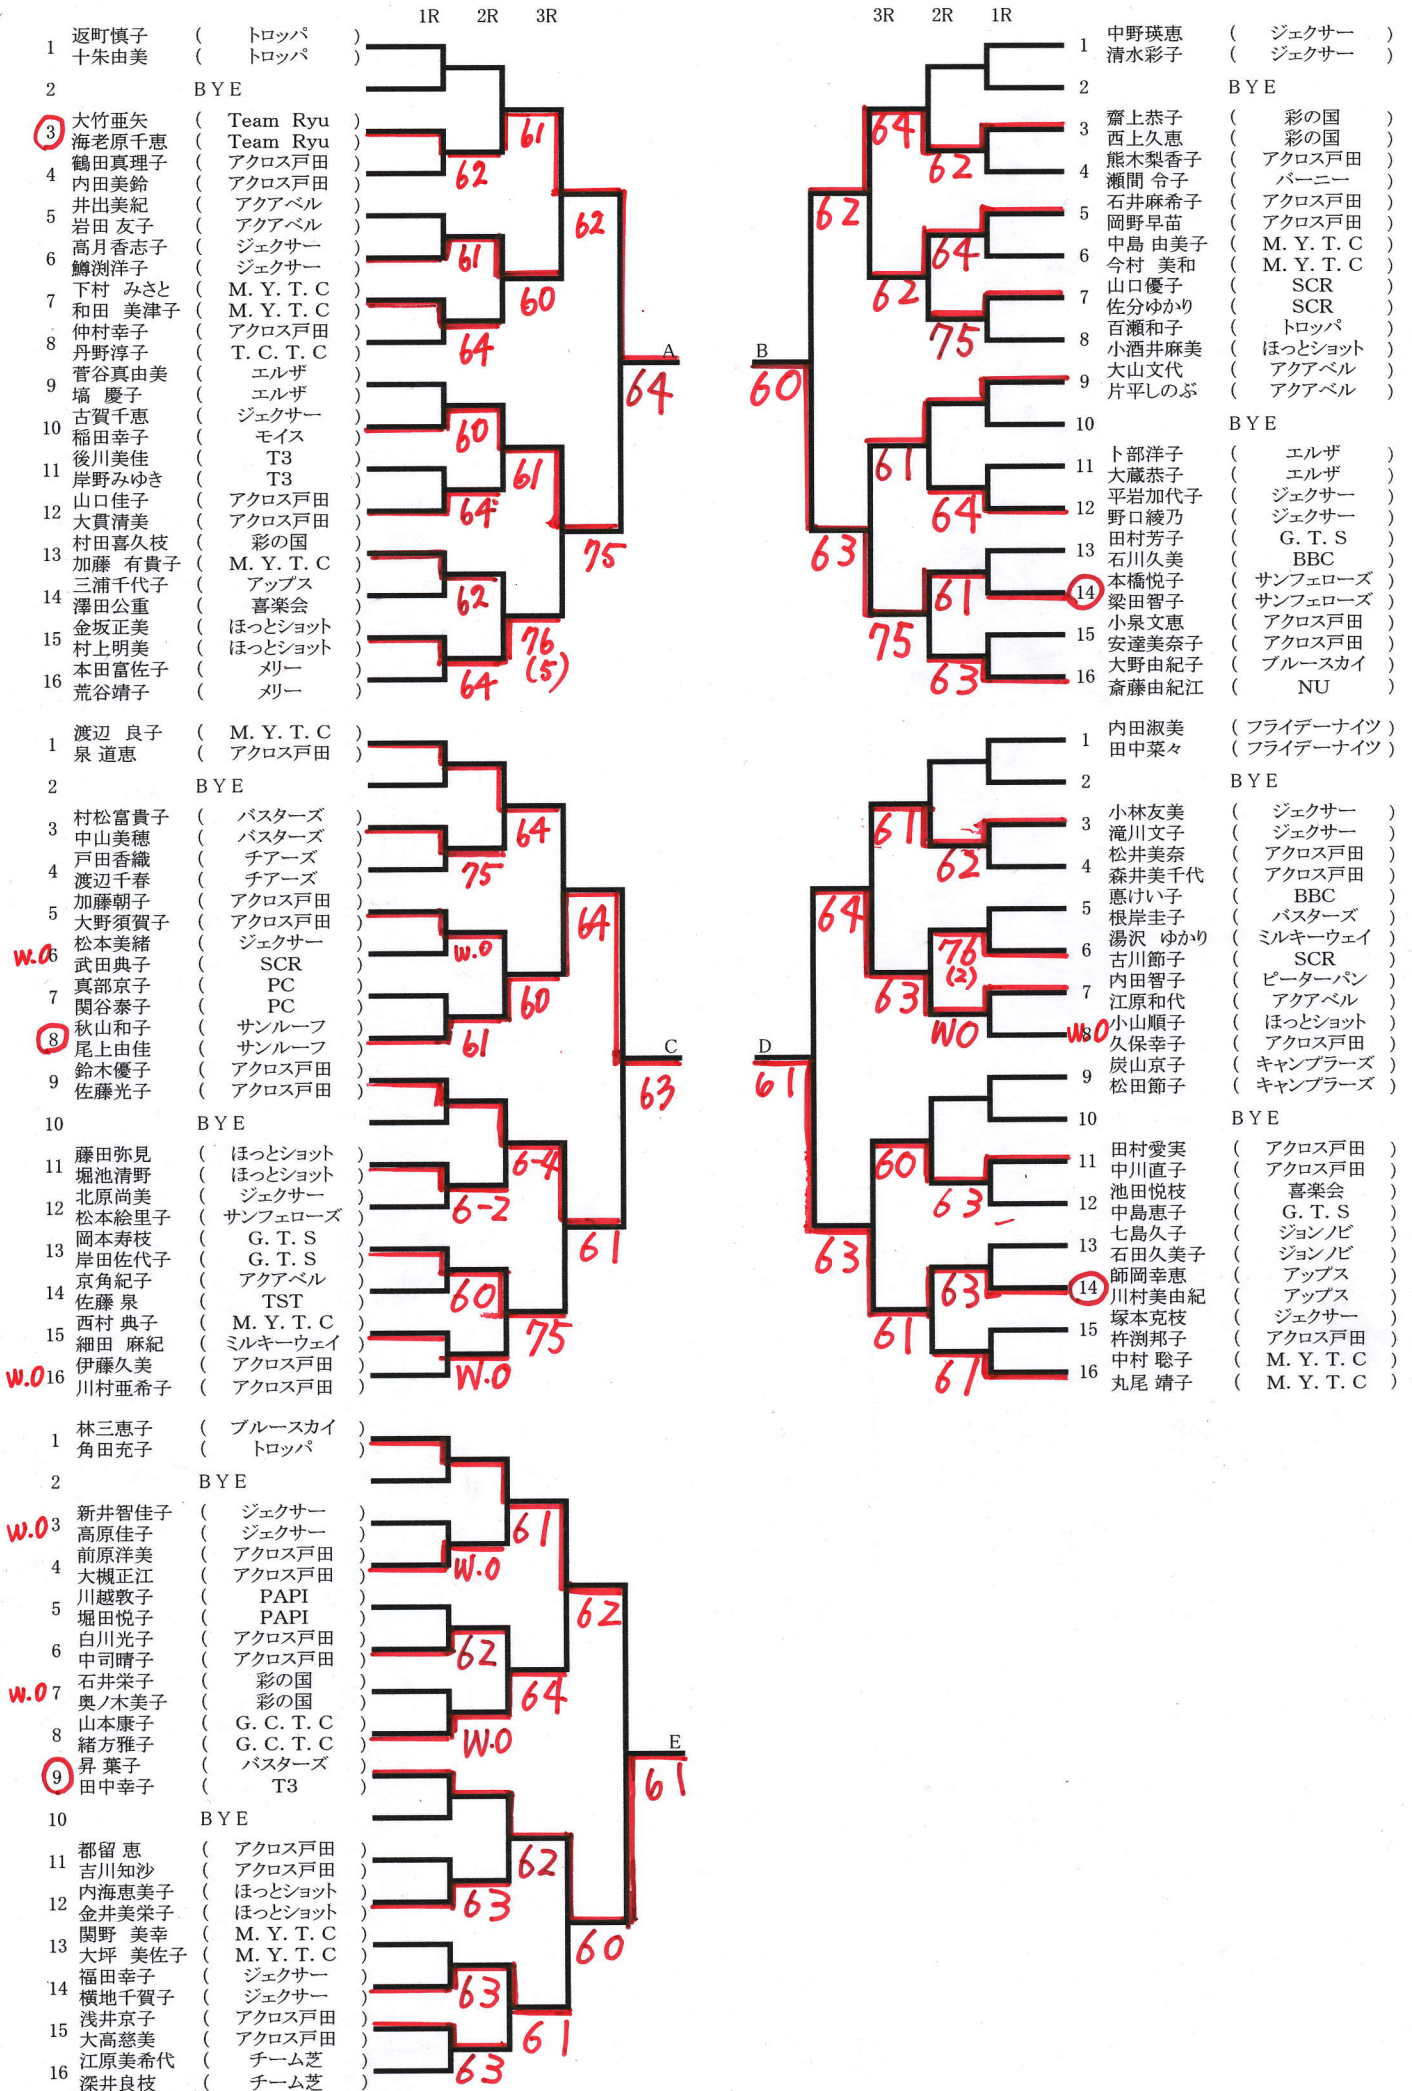 1R 2R 3R
1 返町慎子 ( トロッパ )
十朱由美 ( トロッパ )
2 BYE
3 大竹亜矢 ( Team Ryu )
海老原千恵 ( Team Ryu )
61
4 鶴田真理子 ( アクロス戸田 )
内田美鈴 ( アクロス戸田 )
62
5 井出美紀 ( アクアベル )
岩田 友子 ( アクアベル )
62
6 高月香志子 ( ジェクサー )
鱒渕洋子 ( ジェクサー )
61
7 下村 みさと ( M. Y. T. C )
和田 美津子 ( M. Y. T. C )
60
8 仲村幸子 ( アクロス戸田 )
丹野淳子 ( T. C. T. C )
64
A
64
9 菅谷真由美 ( エルザ )
塙 慶子 ( エルザ )
10 古賀千恵 ( ジェクサー )
稲田幸子 ( モイス )
60
11 後川美佳 ( T3 )
岸野みゆき ( T3 )
61
12 山口佳子 ( アクロス戸田 )
大貫清美 ( アクロス戸田 )
64
13 村田喜久枝 ( 彩の国 )
加藤 有貴子 ( M. Y. T. C )
75
14 三浦千代子 ( アップス )
澤田公重 ( 喜楽会 )
62
15 金坂正美 ( ほっとショット )
村上明美 ( ほっとショット )
76
(5)
16 本田富佐子 ( メリー )
荒谷靖子 ( メリー )
64
3R 2R 1R
1 中野瑛恵 ( ジェクサー )
清水彩子 ( ジェクサー )
2 BYE
3 齋上恭子 ( 彩の国 )
西上久恵 ( 彩の国 )
64
4 熊木梨香子 ( アクロス戸田 )
瀬間 令子 ( バーニー )
62
5 石井麻希子 ( アクロス戸田 )
岡野早苗 ( アクロス戸田 )
62
6 中島 由美子 ( M. Y. T. C )
今村 美和 ( M. Y. T. C )
64
7 山口優子 ( SCR )
佐分ゆかり ( SCR )
62
8 百瀬和子 ( トロッパ )
小酒井麻美 ( ほっとショット )
75
B
60
9 大山文代 ( アクアベル )
片平しのぶ ( アクアベル )
10 BYE
11 卜部洋子 ( エルザ )
大蔵恭子 ( エルザ )
61
12 平岩加代子 ( ジェクサー )
野口綾乃 ( ジェクサー )
64
13 田村芳子 ( G. T. S )
石川久美 ( BBC )
63
14 本橋悦子 ( サンフェローズ )
梁田智子 ( サンフェローズ )
61
15 小泉文恵 ( アクロス戸田 )
安達美奈子 ( アクロス戸田 )
75
16 大野由紀子 ( ブルースカイ )
斎藤由紀江 ( NU )
63
1 渡辺 良子 ( M. Y. T. C )
泉 道恵 ( アクロス戸田 )
2 BYE
3 村松富貴子 ( バスターズ )
中山美穂 ( バスターズ )
64
4 戸田香織 ( チアーズ )
渡辺千春 ( チアーズ )
75
5 加藤朝子 ( アクロス戸田 )
大野須賀子 ( アクロス戸田 )
64
w.o 6 松本美緒 ( ジェクサー )
武田典子 ( SCR )
w.o
7 真部京子 ( PC )
関谷泰子 ( PC )
60
8 秋山和子 ( サンルーフ )
尾上由佳 ( サンルーフ )
61
C
63
9 鈴木優子 ( アクロス戸田 )
佐藤光子 ( アクロス戸田 )
10 BYE
11 藤田弥見 ( ほっとショット )
堀池清野 ( ほっとショット )
6-4
12 北原尚美 ( ジェクサー )
松本絵里子 ( サンフェローズ )
6-2
13 岡本寿枝 ( G. T. S )
岸田佐代子 ( G. T. S )
61
14 京角紀子 ( アクアベル )
佐藤 泉 ( TST )
60
15 西村 典子 ( M. Y. T. C )
細田 麻紀 ( ミルキーウェイ )
75
W.O 16 伊藤久美 ( アクロス戸田 )
川村亜希子 ( アクロス戸田 )
W.O
1 内田淑美 ( フライデーナイツ )
田中菜々 ( フライデーナイツ )
2 BYE
3 小林友美 ( ジェクサー )
滝川文子 ( ジェクサー )
61
4 松井美奈 ( アクロス戸田 )
森井美千代 ( アクロス戸田 )
62
5 悳けい子 ( BBC )
根岸圭子 ( バスターズ )
64
6 湯沢 ゆかり ( ミルキーウェイ )
古川節子 ( SCR )
76
(2)
7 内田智子 ( ピーターパン )
江原和代 ( アクアベル )
63
W.O 8 小山順子 ( ほっとショット )
久保幸子 ( アクロス戸田 )
WO
D
61
9 炭山京子 ( キャンブラーズ )
松田節子 ( キャンブラーズ )
10 BYE
11 田村愛実 ( アクロス戸田 )
中川直子 ( アクロス戸田 )
60
12 池田悦枝 ( 喜楽会 )
中島恵子 ( G. T. S )
63
13 七島久子 ( ジョンノビ )
石田久美子 ( ジョンノビ )
63
14 師岡幸恵 ( アップス )
川村美由紀 ( アップス )
63
15 塚本克枝 ( ジェクサー )
杵渕邦子 ( アクロス戸田 )
61
16 中村 聡子 ( M. Y. T. C )
丸尾 靖子 ( M. Y. T. C )
61
1 林三恵子 ( ブルースカイ )
角田充子 ( トロッパ )
2 BYE
W.O 3 新井智佳子 ( ジェクサー )
高原佳子 ( ジェクサー )
61
4 前原洋美 ( アクロス戸田 )
大槻正江 ( アクロス戸田 )
W.O
5 川越敦子 ( PAPI )
堀田悦子 ( PAPI )
62
6 白川光子 ( アクロス戸田 )
中司晴子 ( アクロス戸田 )
62
W.O 7 石井栄子 ( 彩の国 )
奥ノ木美子 ( 彩の国 )
64
8 山本康子 ( G. C. T. C )
緒方雅子 ( G. C. T. C )
W.O
E
61
9 昇 葉子 ( バスターズ )
田中幸子 ( T3 )
10 BYE
11 都留 恵 ( アクロス戸田 )
吉川知沙 ( アクロス戸田 )
62
12 内海恵美子 ( ほっとショット )
金井美栄子 ( ほっとショット )
63
13 関野 美幸 ( M. Y. T. C )
大坪 美佐子 ( M. Y. T. C )
60
14 福田幸子 ( ジェクサー )
横地千賀子 ( ジェクサー )
63
15 浅井京子 ( アクロス戸田 )
大高慈美 ( アクロス戸田 )
61
16 江原美希代 ( チーム芝 )
深井良枝 ( チーム芝 )
63